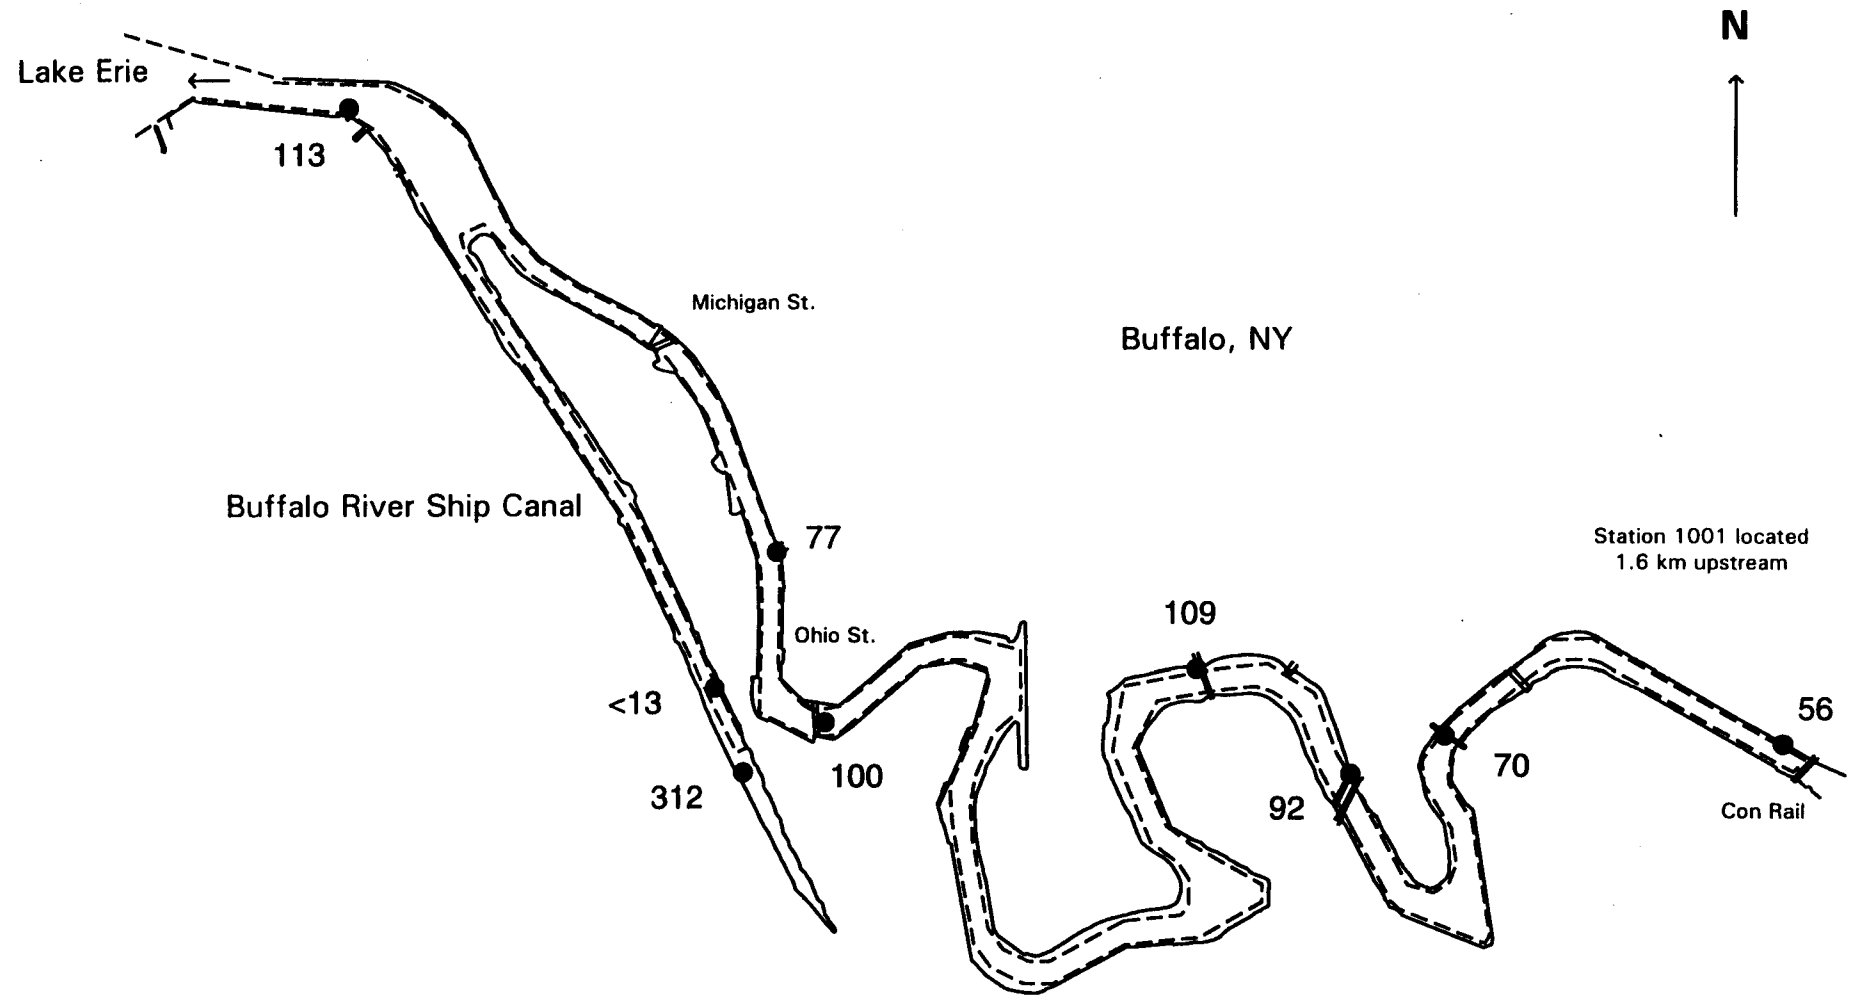 N
Lake Erie
113
Michigan St.
Buffalo, NY
Buffalo River Ship Canal
77
Station 1001 located
1.6 km upstream
109
Ohio St.
<13
56
100
70
312
92
Con Rail